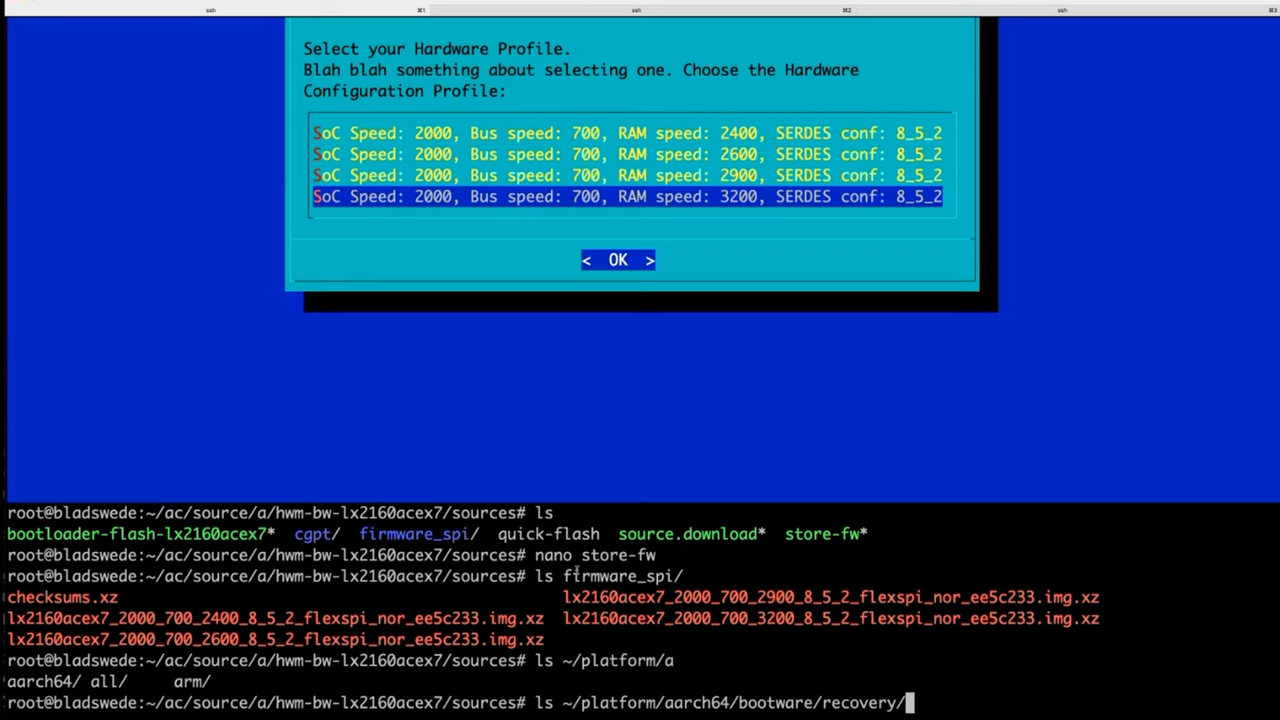 ssh ⌘1 ssh ⌘2 ssh ⌘3
Select your Hardware Profile.
Blah blah something about selecting one. Choose the Hardware
Configuration Profile:
SoC Speed: 2000, Bus speed: 700, RAM speed: 2400, SERDES conf: 8_5_2
SoC Speed: 2000, Bus speed: 700, RAM speed: 2600, SERDES conf: 8_5_2
SoC Speed: 2000, Bus speed: 700, RAM speed: 2900, SERDES conf: 8_5_2
SoC Speed: 2000, Bus speed: 700, RAM speed: 3200, SERDES conf: 8_5_2
< OK >
root@bladswede:~/ac/source/a/hwm-bw-lx2160acex7/sources# ls
bootloader-flash-lx2160acex7* cgpt/ firmware_spi/ quick-flash source.download* store-fw*
root@bladswede:~/ac/source/a/hwm-bw-lx2160acex7/sources# nano store-fw
root@bladswede:~/ac/source/a/hwm-bw-lx2160acex7/sources# ls firmware_spi/
checksums.xz lx2160acex7_2000_700_2900_8_5_2_flexspi_nor_ee5c233.img.xz
lx2160acex7_2000_700_2400_8_5_2_flexspi_nor_ee5c233.img.xz lx2160acex7_2000_700_3200_8_5_2_flexspi_nor_ee5c233.img.xz
lx2160acex7_2000_700_2600_8_5_2_flexspi_nor_ee5c233.img.xz
root@bladswede:~/ac/source/a/hwm-bw-lx2160acex7/sources# ls ~/platform/a
aarch64/ all/ arm/
root@bladswede:~/ac/source/a/hwm-bw-lx2160acex7/sources# ls ~/platform/aarch64/bootware/recovery/